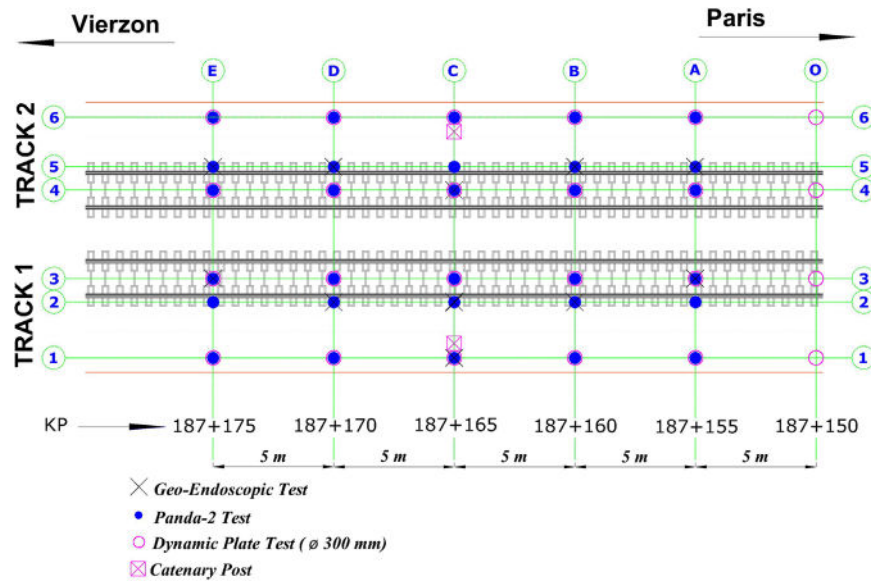 Vierzon Paris
E D C B A O
TRACK 2
6 6
5 5
4 4
TRACK 1
3 3
2 2
1 1
KP 187+175 187+170 187+165 187+160 187+155 187+150
5 m 5 m 5 m 5 m 5 m
Geo-Endoscopic Test
Panda-2 Test
Dynamic Plate Test ( ø 300 mm)
Catenary Post